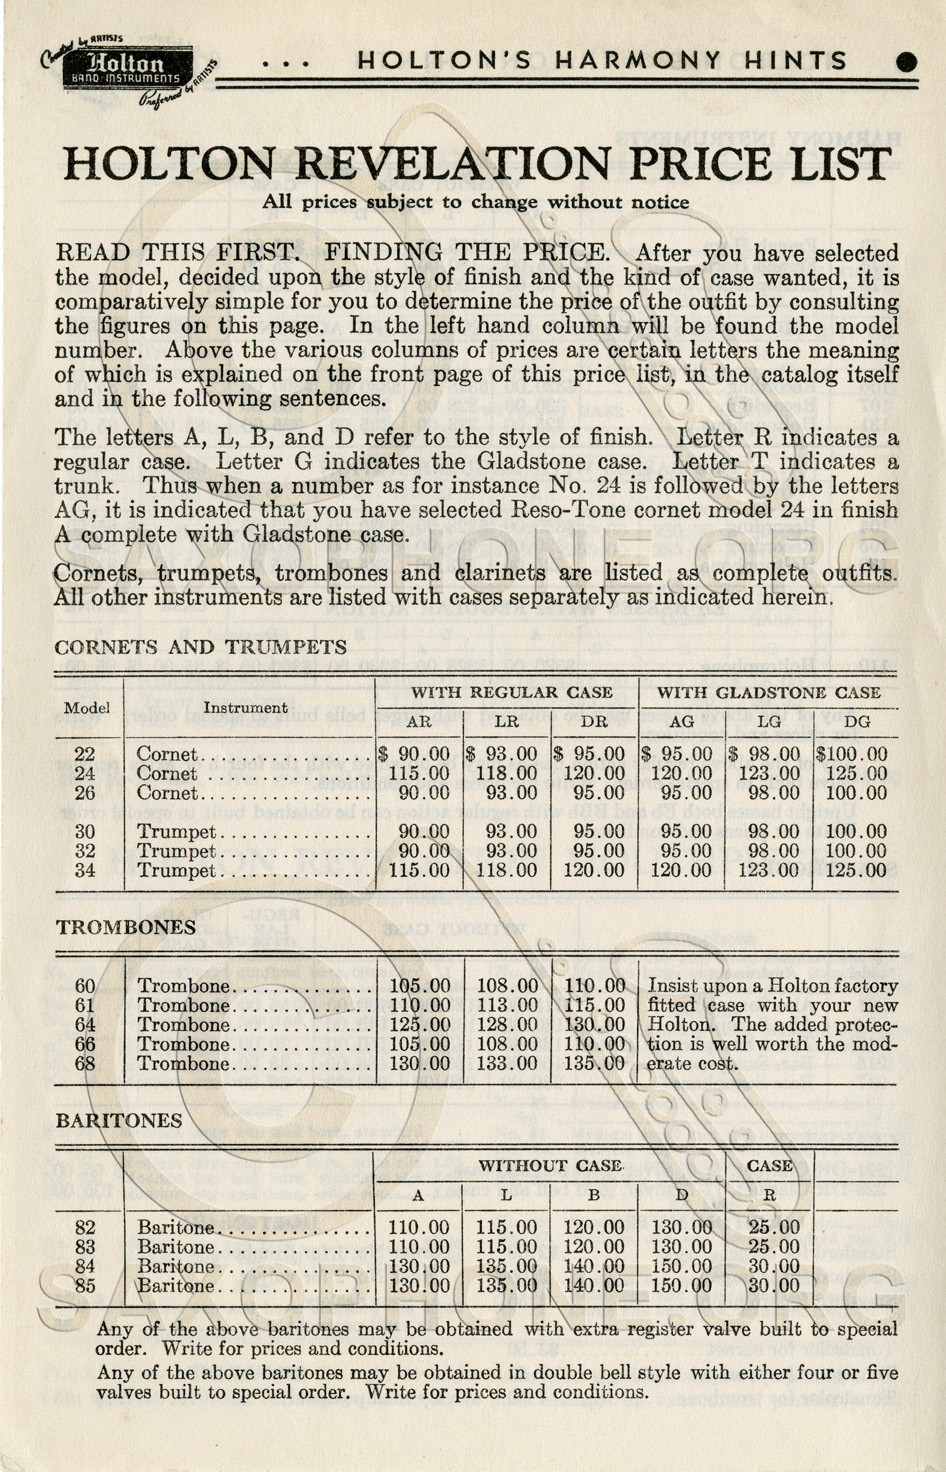 Created by ARTISTS
Holton
BAND INSTRUMENTS
Preferred by ARTISTS
... HOLTON'S HARMONY HINTS ●
HOLTON REVELATION PRICE LIST
All prices subject to change without notice
READ THIS FIRST. FINDING THE PRICE. After you have selected
the model, decided upon the style of finish and the kind of case wanted, it is
comparatively simple for you to determine the price of the outfit by consulting
the figures on this page. In the left hand column will be found the model
number. Above the various columns of prices are certain letters the meaning
of which is explained on the front page of this price list, in the catalog itself
and in the following sentences.
The letters A, L, B, and D refer to the style of finish. Letter R indicates a
regular case. Letter G indicates the Gladstone case. Letter T indicates a
trunk. Thus when a number as for instance No. 24 is followed by the letters
AG, it is indicated that you have selected Reso-Tone cornet model 24 in finish
A complete with Gladstone case.
SAXOPHONE.ORG
Cornets, trumpets, trombones and clarinets are listed as complete outfits.
All other instruments are listed with cases separately as indicated herein.
CORNETS AND TRUMPETS
Model Instrument WITH REGULAR CASE WITH GLADSTONE CASE
AR LR DR AG LG DG
22 Cornet................. $ 90.00 $ 93.00 $ 95.00 $ 95.00 $ 98.00 $100.00
24 Cornet ................ 115.00 118.00 120.00 120.00 123.00 125.00
26 Cornet................. 90.00 93.00 95.00 95.00 98.00 100.00
30 Trumpet............... 90.00 93.00 95.00 95.00 98.00 100.00
32 Trumpet............... 90.00 93.00 95.00 95.00 98.00 100.00
34 Trumpet............... 115.00 118.00 120.00 120.00 123.00 125.00
TROMBONES
60 Trombone.............. 105.00 108.00 110.00 Insist upon a Holton factory
61 Trombone.............. 110.00 113.00 115.00 fitted case with your new
64 Trombone.............. 125.00 128.00 130.00 Holton. The added protec-
66 Trombone.............. 105.00 108.00 110.00 tion is well worth the mod-
68 Trombone.............. 130.00 133.00 135.00 erate cost.
BARITONES
WITHOUT CASE CASE
A L B D R
82 Baritone................ 110.00 115.00 120.00 130.00 25.00
83 Baritone................ 110.00 115.00 120.00 130.00 25.00
84 Baritone................ 130.00 135.00 140.00 150.00 30.00
85 Baritone................ 130.00 135.00 140.00 150.00 30.00
SAXOPHONE.ORG
Any of the above baritones may be obtained with extra register valve built to special
order. Write for prices and conditions.
Any of the above baritones may be obtained in double bell style with either four or five
valves built to special order. Write for prices and conditions.